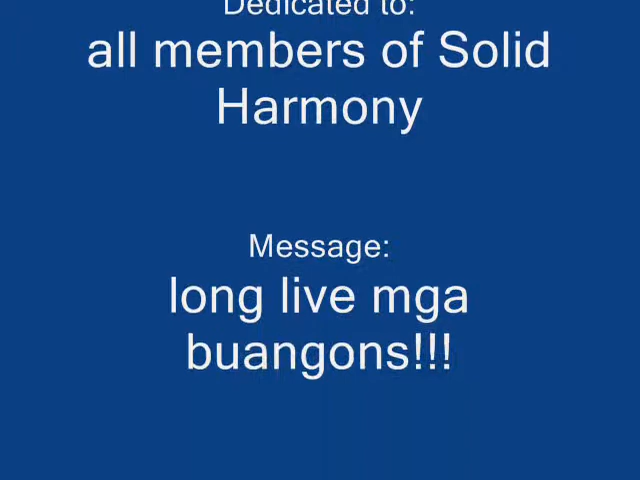 Dedicated to:
all members of Solid
Harmony
Message:
long live mga
buangons!!!